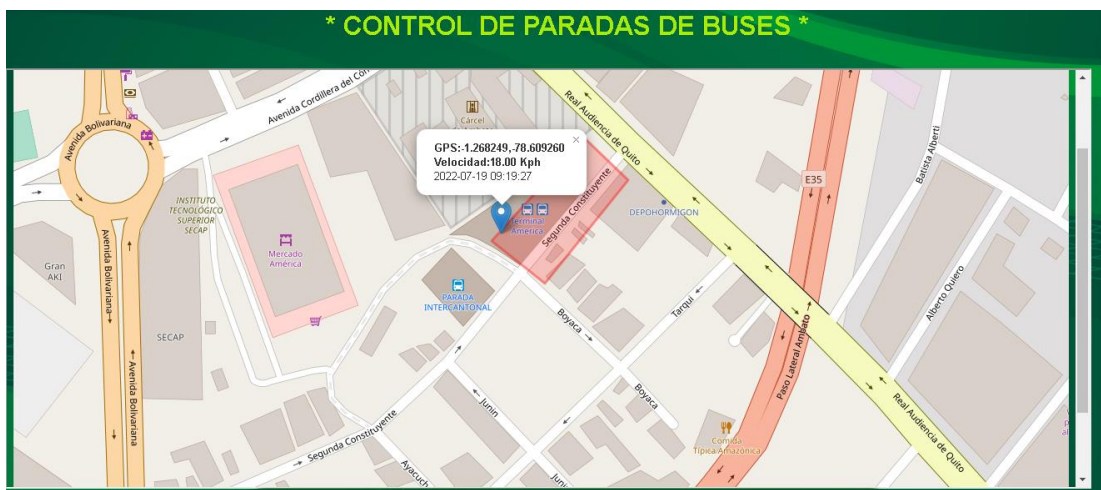 * CONTROL DE PARADAS DE BUSES *
Avenida Cordillera del Cón
Cárcel
GPS:-1.268249,-78.609260
Velocidad:18.00 Kph
2022-07-19 09:19:27
×
Real Audiencia de Quito
Avenida Bolivariana
Batista Alberti
E35
INSTITUTO
TECNOLÓGICO
SUPERIOR
SECAP
Terminal
América
Segunda Constituyente
DEPOHORMIGON
Mercado
América
Gran
AKI
Avenida Bolivariana
PARADA
INTERCANTONAL
Alberto Quiero
Tarqui
Boyaca
SECAP
Paso Lateral Ambato
Avenida Bolivariana
Boyaca
Junin
Real Audiencia de Quito
Segunda Constituyente
Comida
Típica Amazónica
Ayacuch
Junin